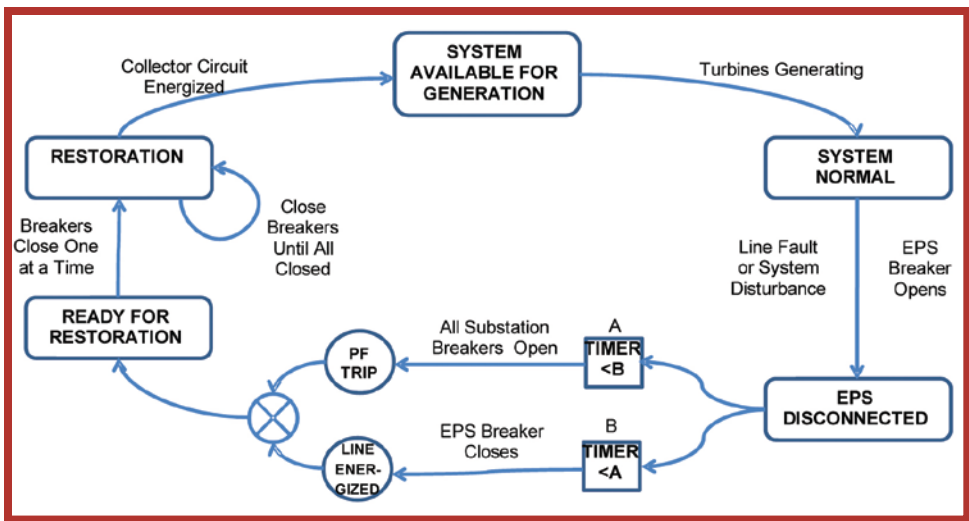 SYSTEM
AVAILABLE FOR
GENERATION
Collector Circuit
Energized
Turbines Generating
RESTORATION
SYSTEM
NORMAL
Close
Breakers
Until All
Closed
Breakers
Close One
at a Time
Line Fault
or System
Disturbance
EPS
Breaker
Opens
READY FOR
RESTORATION
PF
TRIP
All Substation
Breakers Open
A
TIMER
<B
EPS
DISCONNECTED
LINE
ENER-
GIZED
EPS Breaker
Closes
B
TIMER
<A